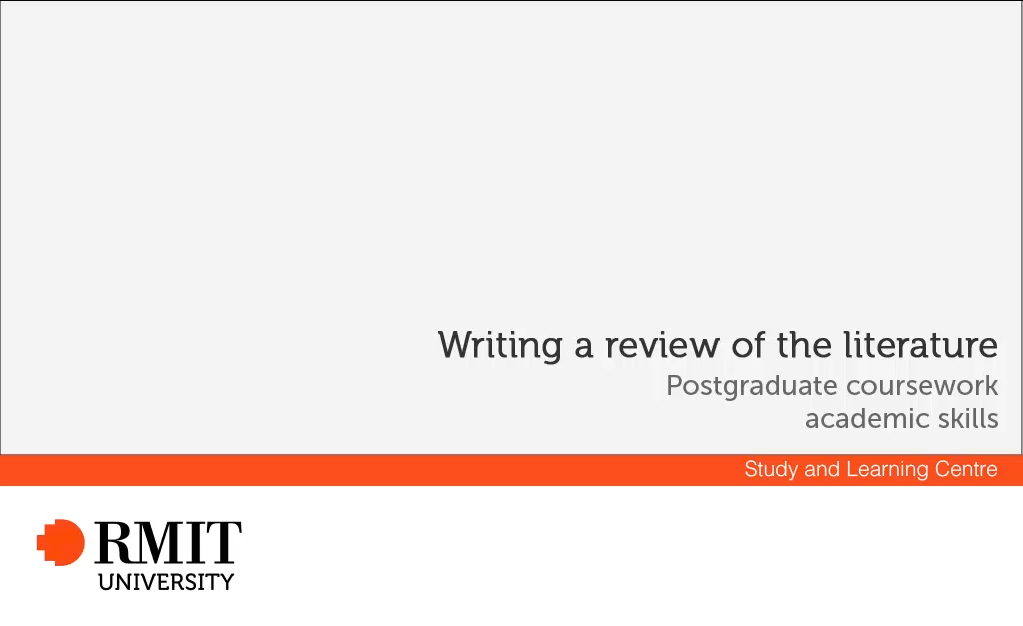 Writing a review of the literature
Postgraduate coursework
academic skills
Study and Learning Centre
RMIT
UNIVERSITY